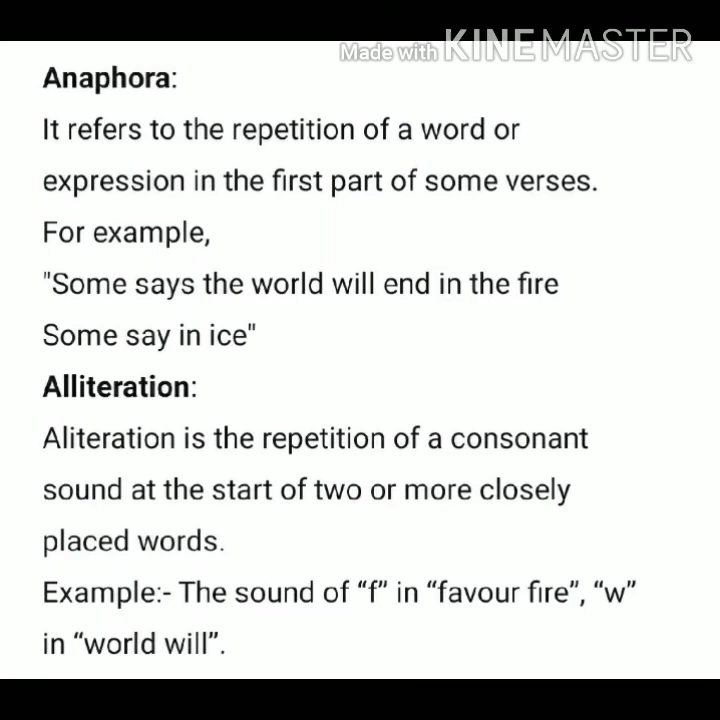 Made with KINEMASTER
Anaphora:
It refers to the repetition of a word or
expression in the first part of some verses.
For example,
"Some says the world will end in the fire
Some say in ice"
Alliteration:
Aliteration is the repetition of a consonant
sound at the start of two or more closely
placed words.
Example:- The sound of “f” in “favour fire”, “w”
in “world will”.